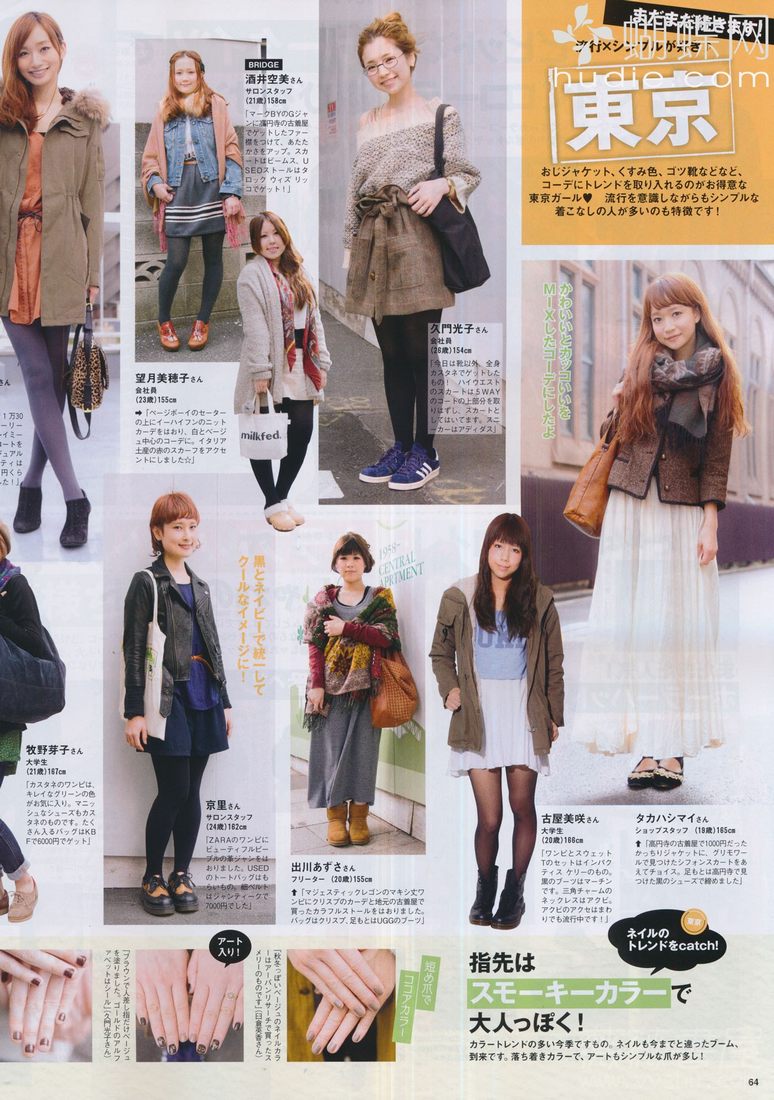 まだまだ続きます!
流行×シンプルが好き!
蝴蝶网
hudie.com
東京
おじジャケット、くすみ色、ゴツ靴などなど、
コーデにトレンドを取り入れるのがお得意な
東京ガール♥ 流行を意識しながらもシンプルな
着こなしの人が多いのも特徴です!
BRIDGE
酒井空美さん
サロンスタッフ
(21歳)158cm
「マークBYのGジャ
ンに高円寺の古着屋
でゲットしたファー
襟をつけて、あたた
かさをアップ。スカ
ートはビームス、U
SEDストールはタ
ロック ウィズ リッ
コでゲット!」
望月美穂子さん
会社員
(23歳)155cm
➡「ページボーイのセーター
の上にイーハイフンのニット
カーデをはおり、白とベージ
ュ中心のコーデに。イタリア
土産の赤のスカーフをアクセ
ントにしました☆」
milkfed.
久門光子さん
会社員
(26歳)154cm
「今日は靴以外、全身
カスタネでゲットした
もの! ハイウエスト
のスカートは5WAY
のコードの上部分を取
りはずし、スカートと
してはいてます。スニ
ーカーはアディダス」
かわいいとカッコいいを
MIXしたコーデにしたよ
黒とネイビーで統一して
クールなイメージに!
1958~
CENTRAL
APRTMENT
牧野芽子さん
大学生
(21歳)167cm
「カスタネのワンピは、
キレイなグリーンの色
がお気に入り。マニッ
シュなシューズもカス
タネのものです。たく
さん入るバッグはKB
Fで6000円でゲット」
京里さん
サロンスタッフ
(24歳)162cm
「ZARAのワンピに
ビューティフルピー
プルの革ジャンをは
おりました。USED
のトートバッグはも
らいもの。細ベルト
はジャンティークで
7000円でした」
出川あずささん
フリーター (20歳)155cm
⬆「マジェスティックレゴンのマキシ丈ワ
ンピにクリスプのカーデと地元の古着屋で
買ったカラフルストールをはおりました。
バッグはクリスプ、足もとはUGGのブーツ」
古屋美咲さん
大学生
(20歳)166cm
「ワンピとスウェット
Tのセットはインパク
ティス ケリーのもの。
黒のブーツはマーチン
です。三角チャームの
ネックレスはアクビ。
アクビのアクセはまわ
りでも流行中です!」
タカハシマイさん
ショップスタッフ (19歳)165cm
⬆「高円寺の古着屋で1000円だった
かっちりジャケットに、グリモワー
ルで見つけたシフォンスカートをあ
えてチョイス。足もとは高円寺で見
つけた黒のシューズで締めました」
「ブラウンで人差し指だけベージュ
を塗りました。ゴールドのアルフ
ァベットはシール」(久門光子さん)
アート
入り!
「秋冬っぽいベージュのネイルカラ
ーはアーバンリサーチで買ったス
メリーのものです」(臼倉英香さん)
短め爪で
ココアカラー
東京
ネイルの
トレンドをcatch!
指先は
スモーキーカラーで
大人っぽく!
カラートレンドの多い今季ですもの。ネイルも今までと違ったブーム、
到来です。落ち着きカラーで、アートもシンプルな爪が多し!
64